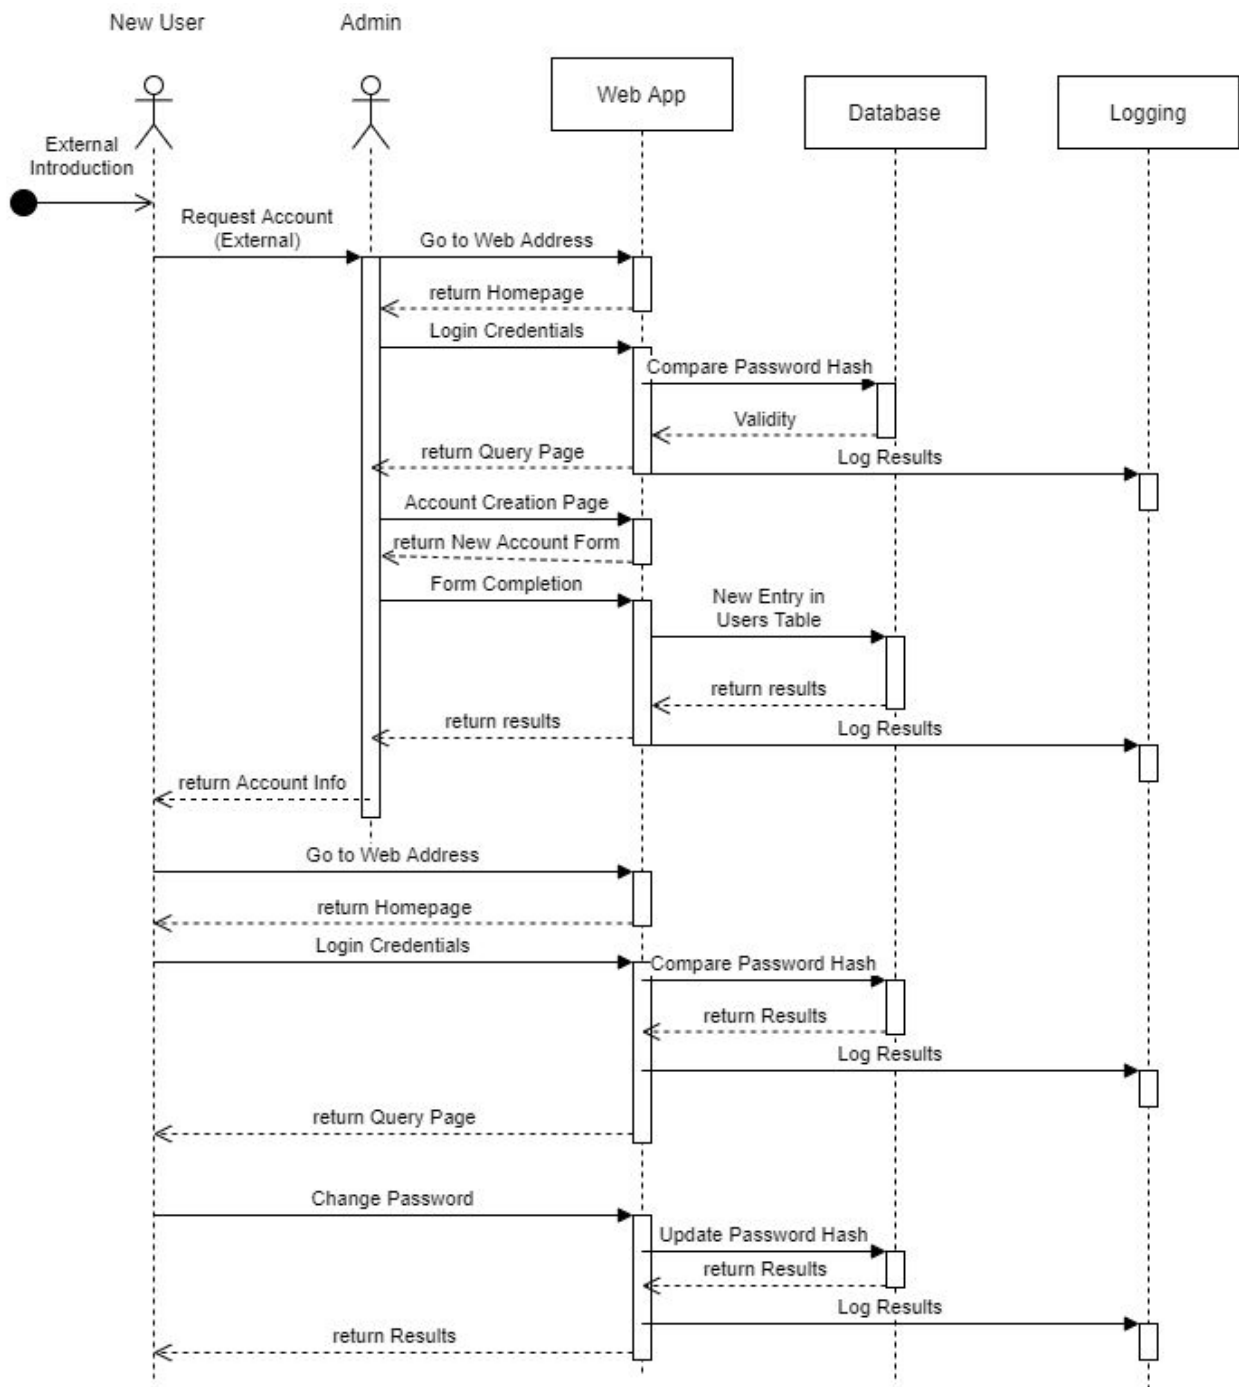 New User
Admin
Web App
Database
Logging
External
Introduction
Request Account
(External)
Go to Web Address
return Homepage
Login Credentials
Compare Password Hash
Validity
return Query Page
Log Results
Account Creation Page
return New Account Form
Form Completion
New Entry in
Users Table
return results
return results
Log Results
return Account Info
Go to Web Address
return Homepage
Login Credentials
Compare Password Hash
return Results
Log Results
return Query Page
Change Password
Update Password Hash
return Results
Log Results
return Results